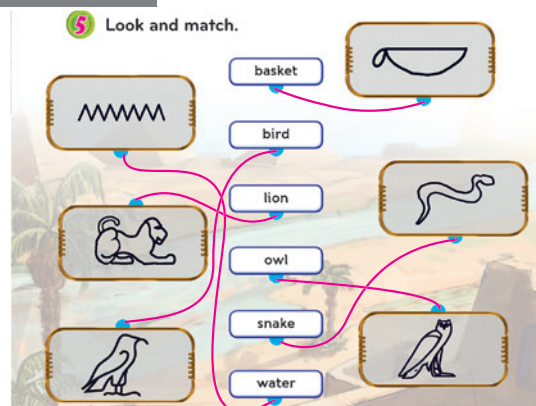 5 Look and match.
basket
bird
lion
owl
snake
water